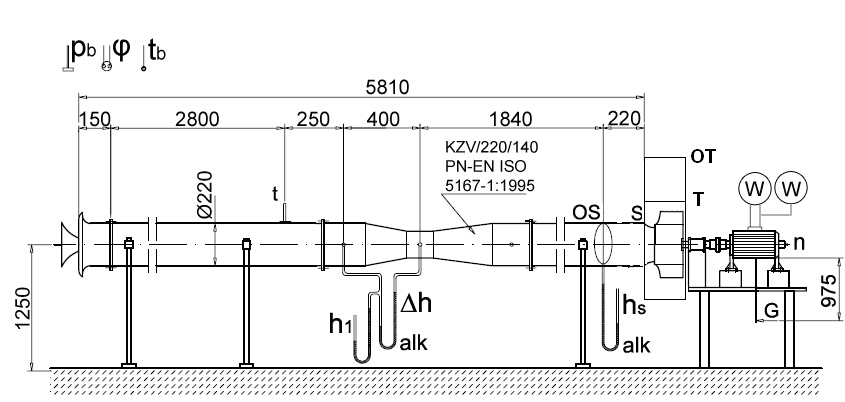 pb φ tb
5810
150 2800 250 400 1840 220
KZV/220/140
PN-EN ISO
5167-1:1995
OT
T
W W
Ø220
t
OS S
n
1250
975
Δh
h1
hs
G
alk
alk